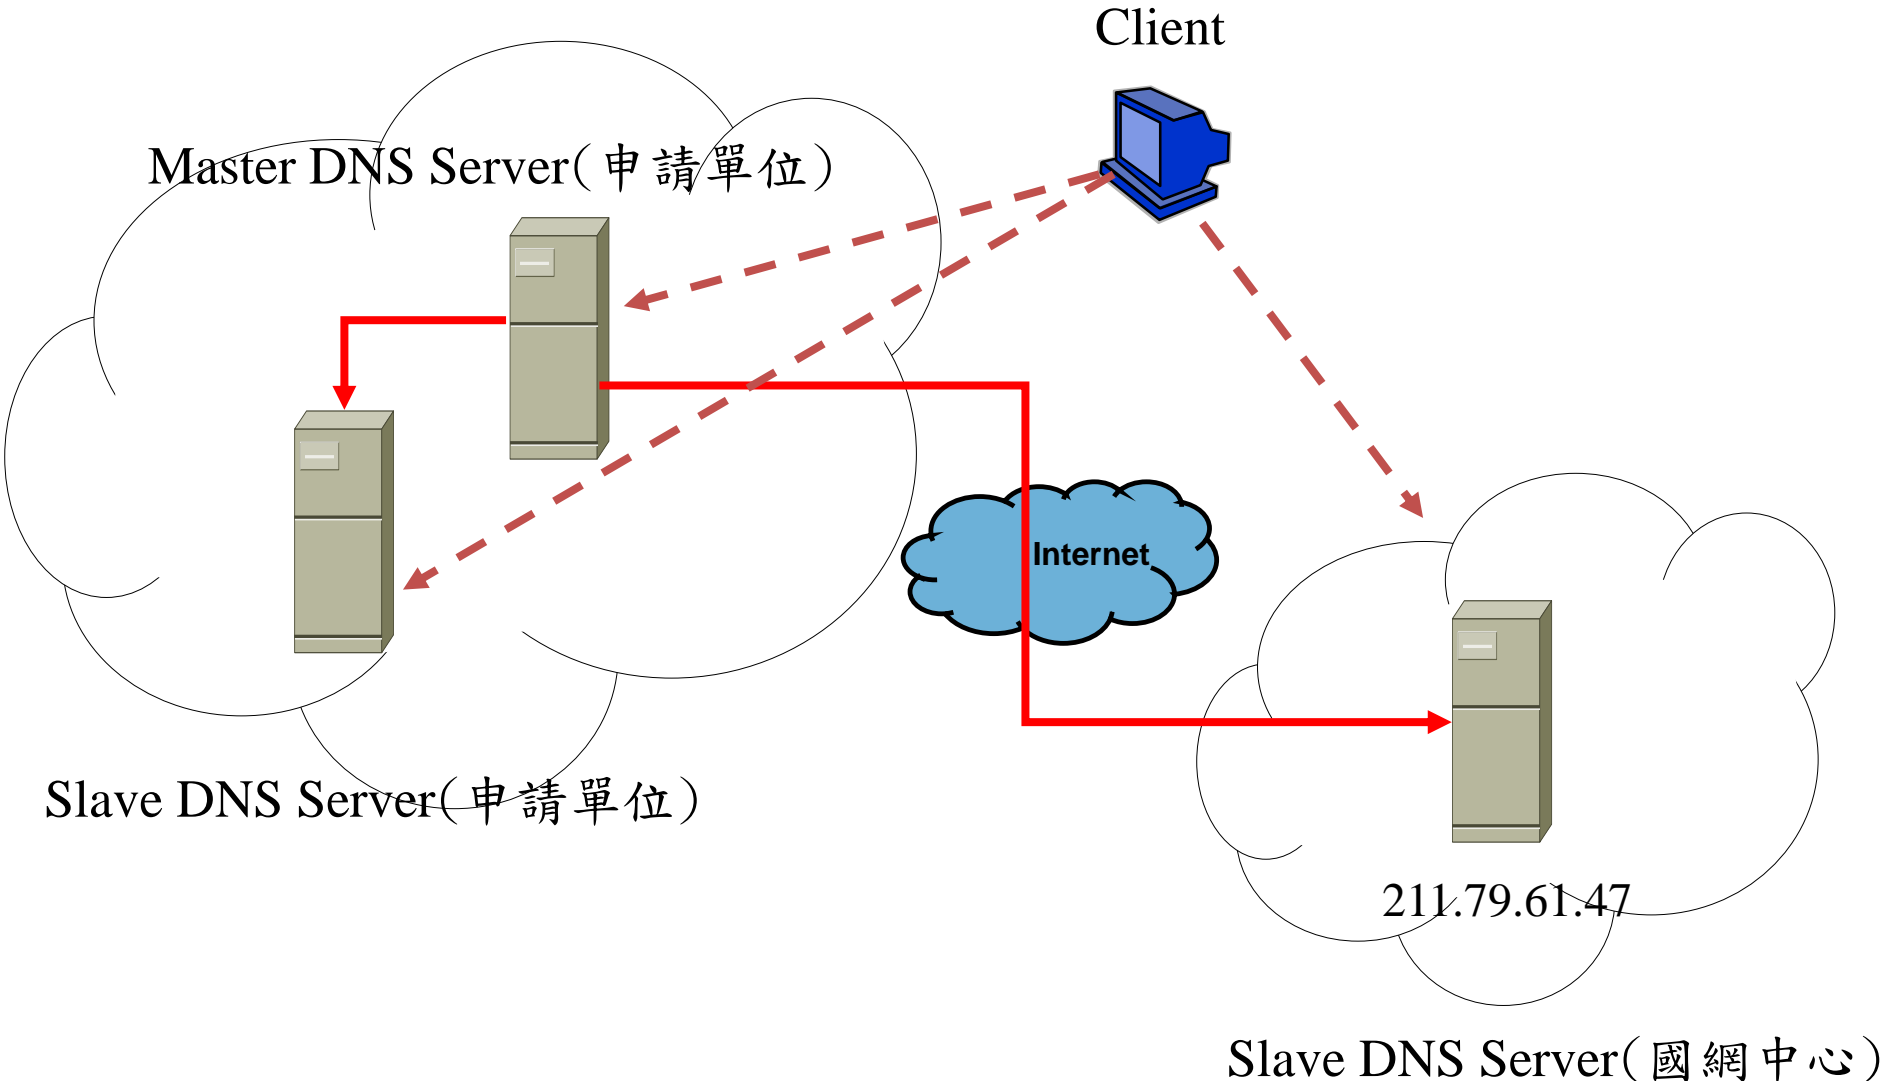 Client
Master DNS Server(申請單位)
Internet
Slave DNS Server(申請單位)
211.79.61.47
Slave DNS Server(國網中心)